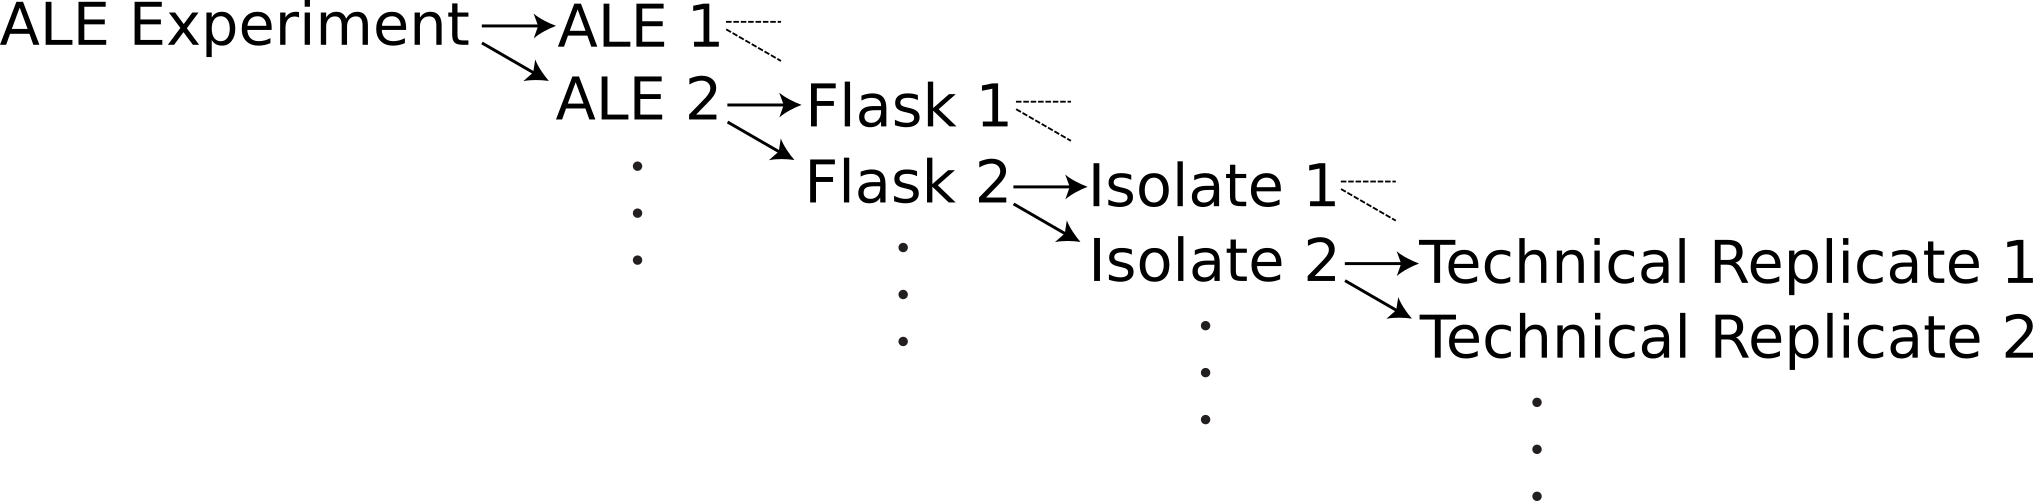 ALE Experiment
ALE 1
ALE 2
Flask 1
Flask 2
Isolate 1
Isolate 2
Technical Replicate 1
Technical Replicate 2